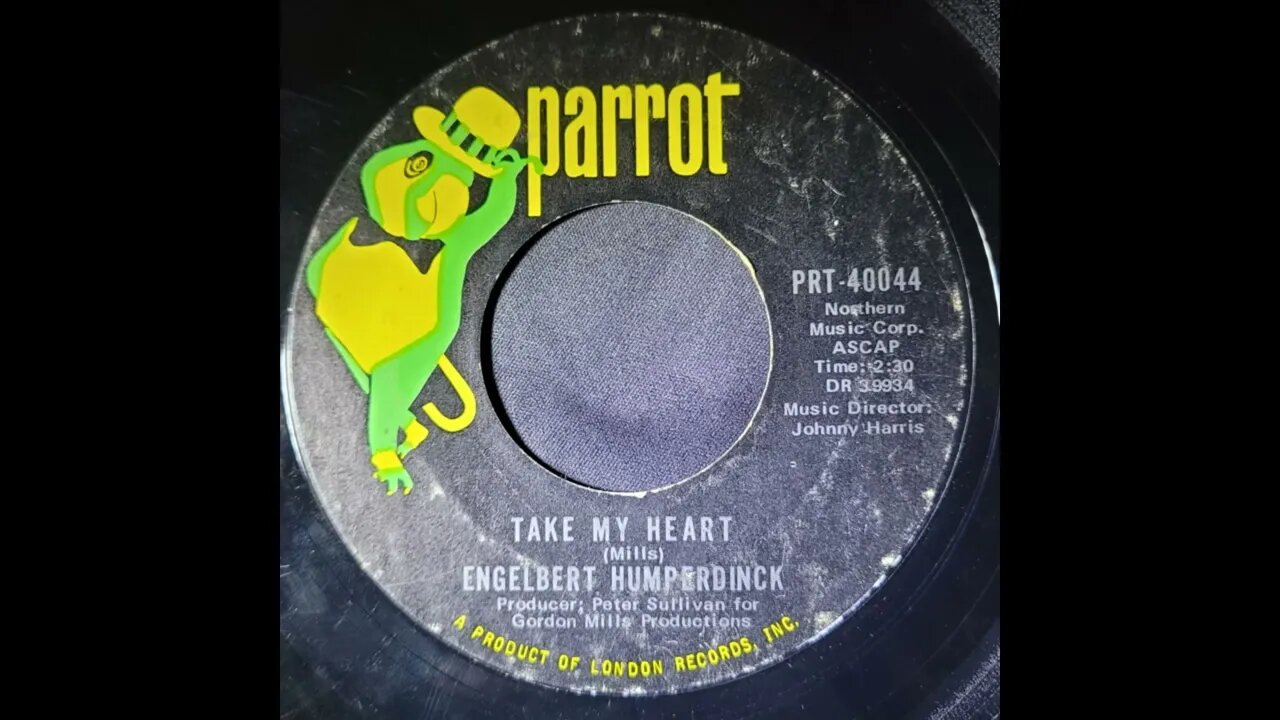 parrot
PRT-40044
Northern
Music Corp.
ASCAP
Time: 2:30
DR 39934
Music Director:
Johnny Harris
TAKE MY HEART
(Mills)
ENGELBERT HUMPERDINCK
Producer; Peter Sullivan for
Gordon Mills Productions
A PRODUCT OF LONDON RECORDS, INC.